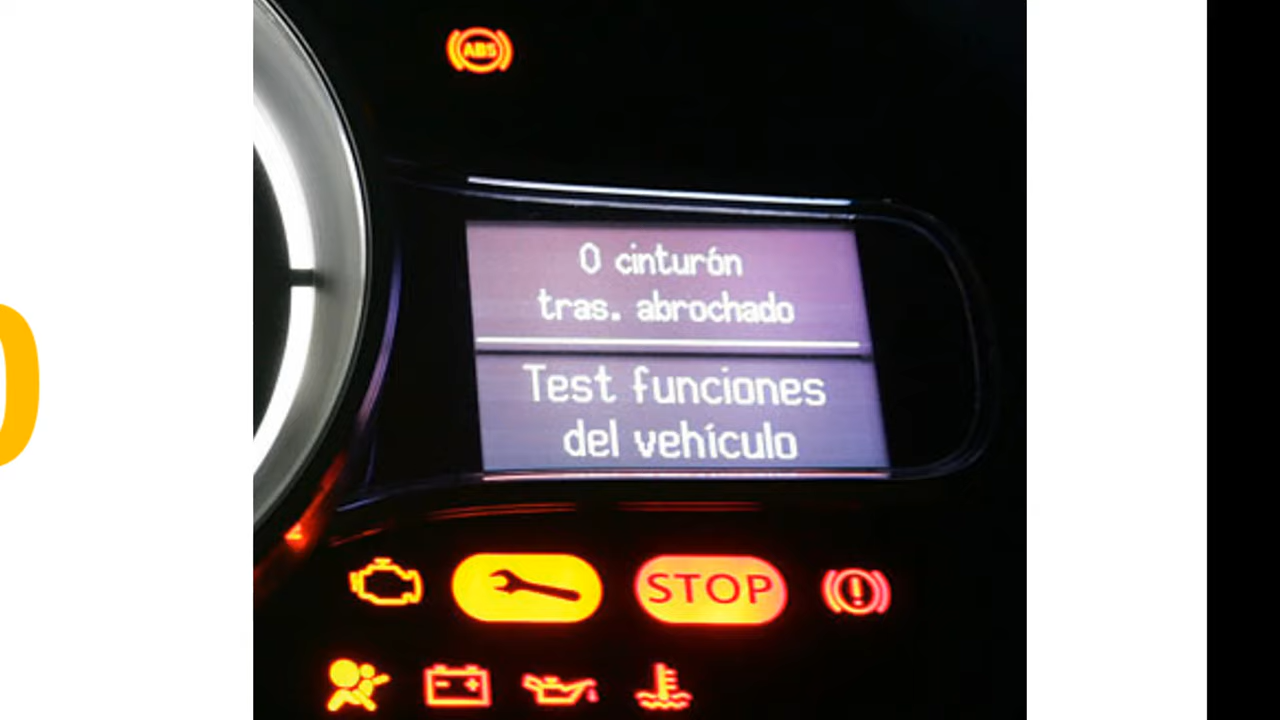 ABS
0 cinturón
tras. abrochado
Test funciones
del vehículo
STOP